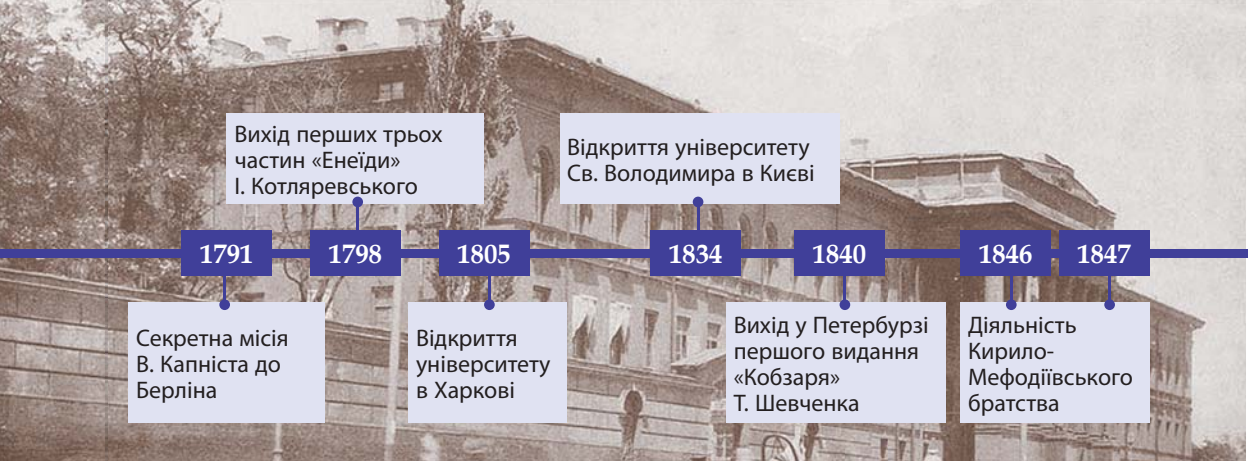 Вихід перших трьох
частин «Енеїди»
І. Котляревського
Відкриття університету
Св. Володимира в Києві
1791
1798
1805
1834
1840
1846
1847
Секретна місія
В. Капніста до
Берліна
Відкриття
університету
в Харкові
Вихід у Петербурзі
першого видання
«Кобзаря»
Т. Шевченка
Діяльність
Кирило-
Мефодіївського
братства